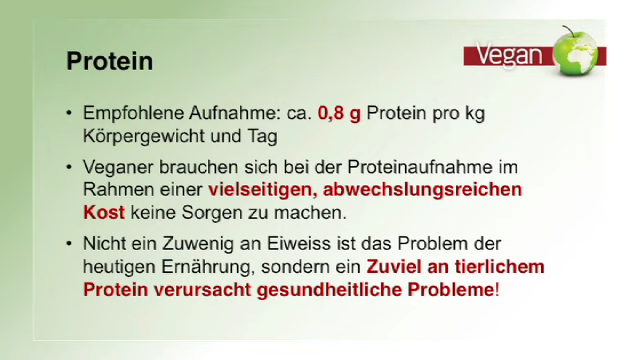 Protein
Vegan
• Empfohlene Aufnahme: ca. 0,8 g Protein pro kg
Körpergewicht und Tag
• Veganer brauchen sich bei der Proteinaufnahme im
Rahmen einer vielseitigen, abwechslungsreichen
Kost keine Sorgen zu machen.
• Nicht ein Zuwenig an Eiweiss ist das Problem der
heutigen Ernährung, sondern ein Zuviel an tierlichem
Protein verursacht gesundheitliche Probleme!